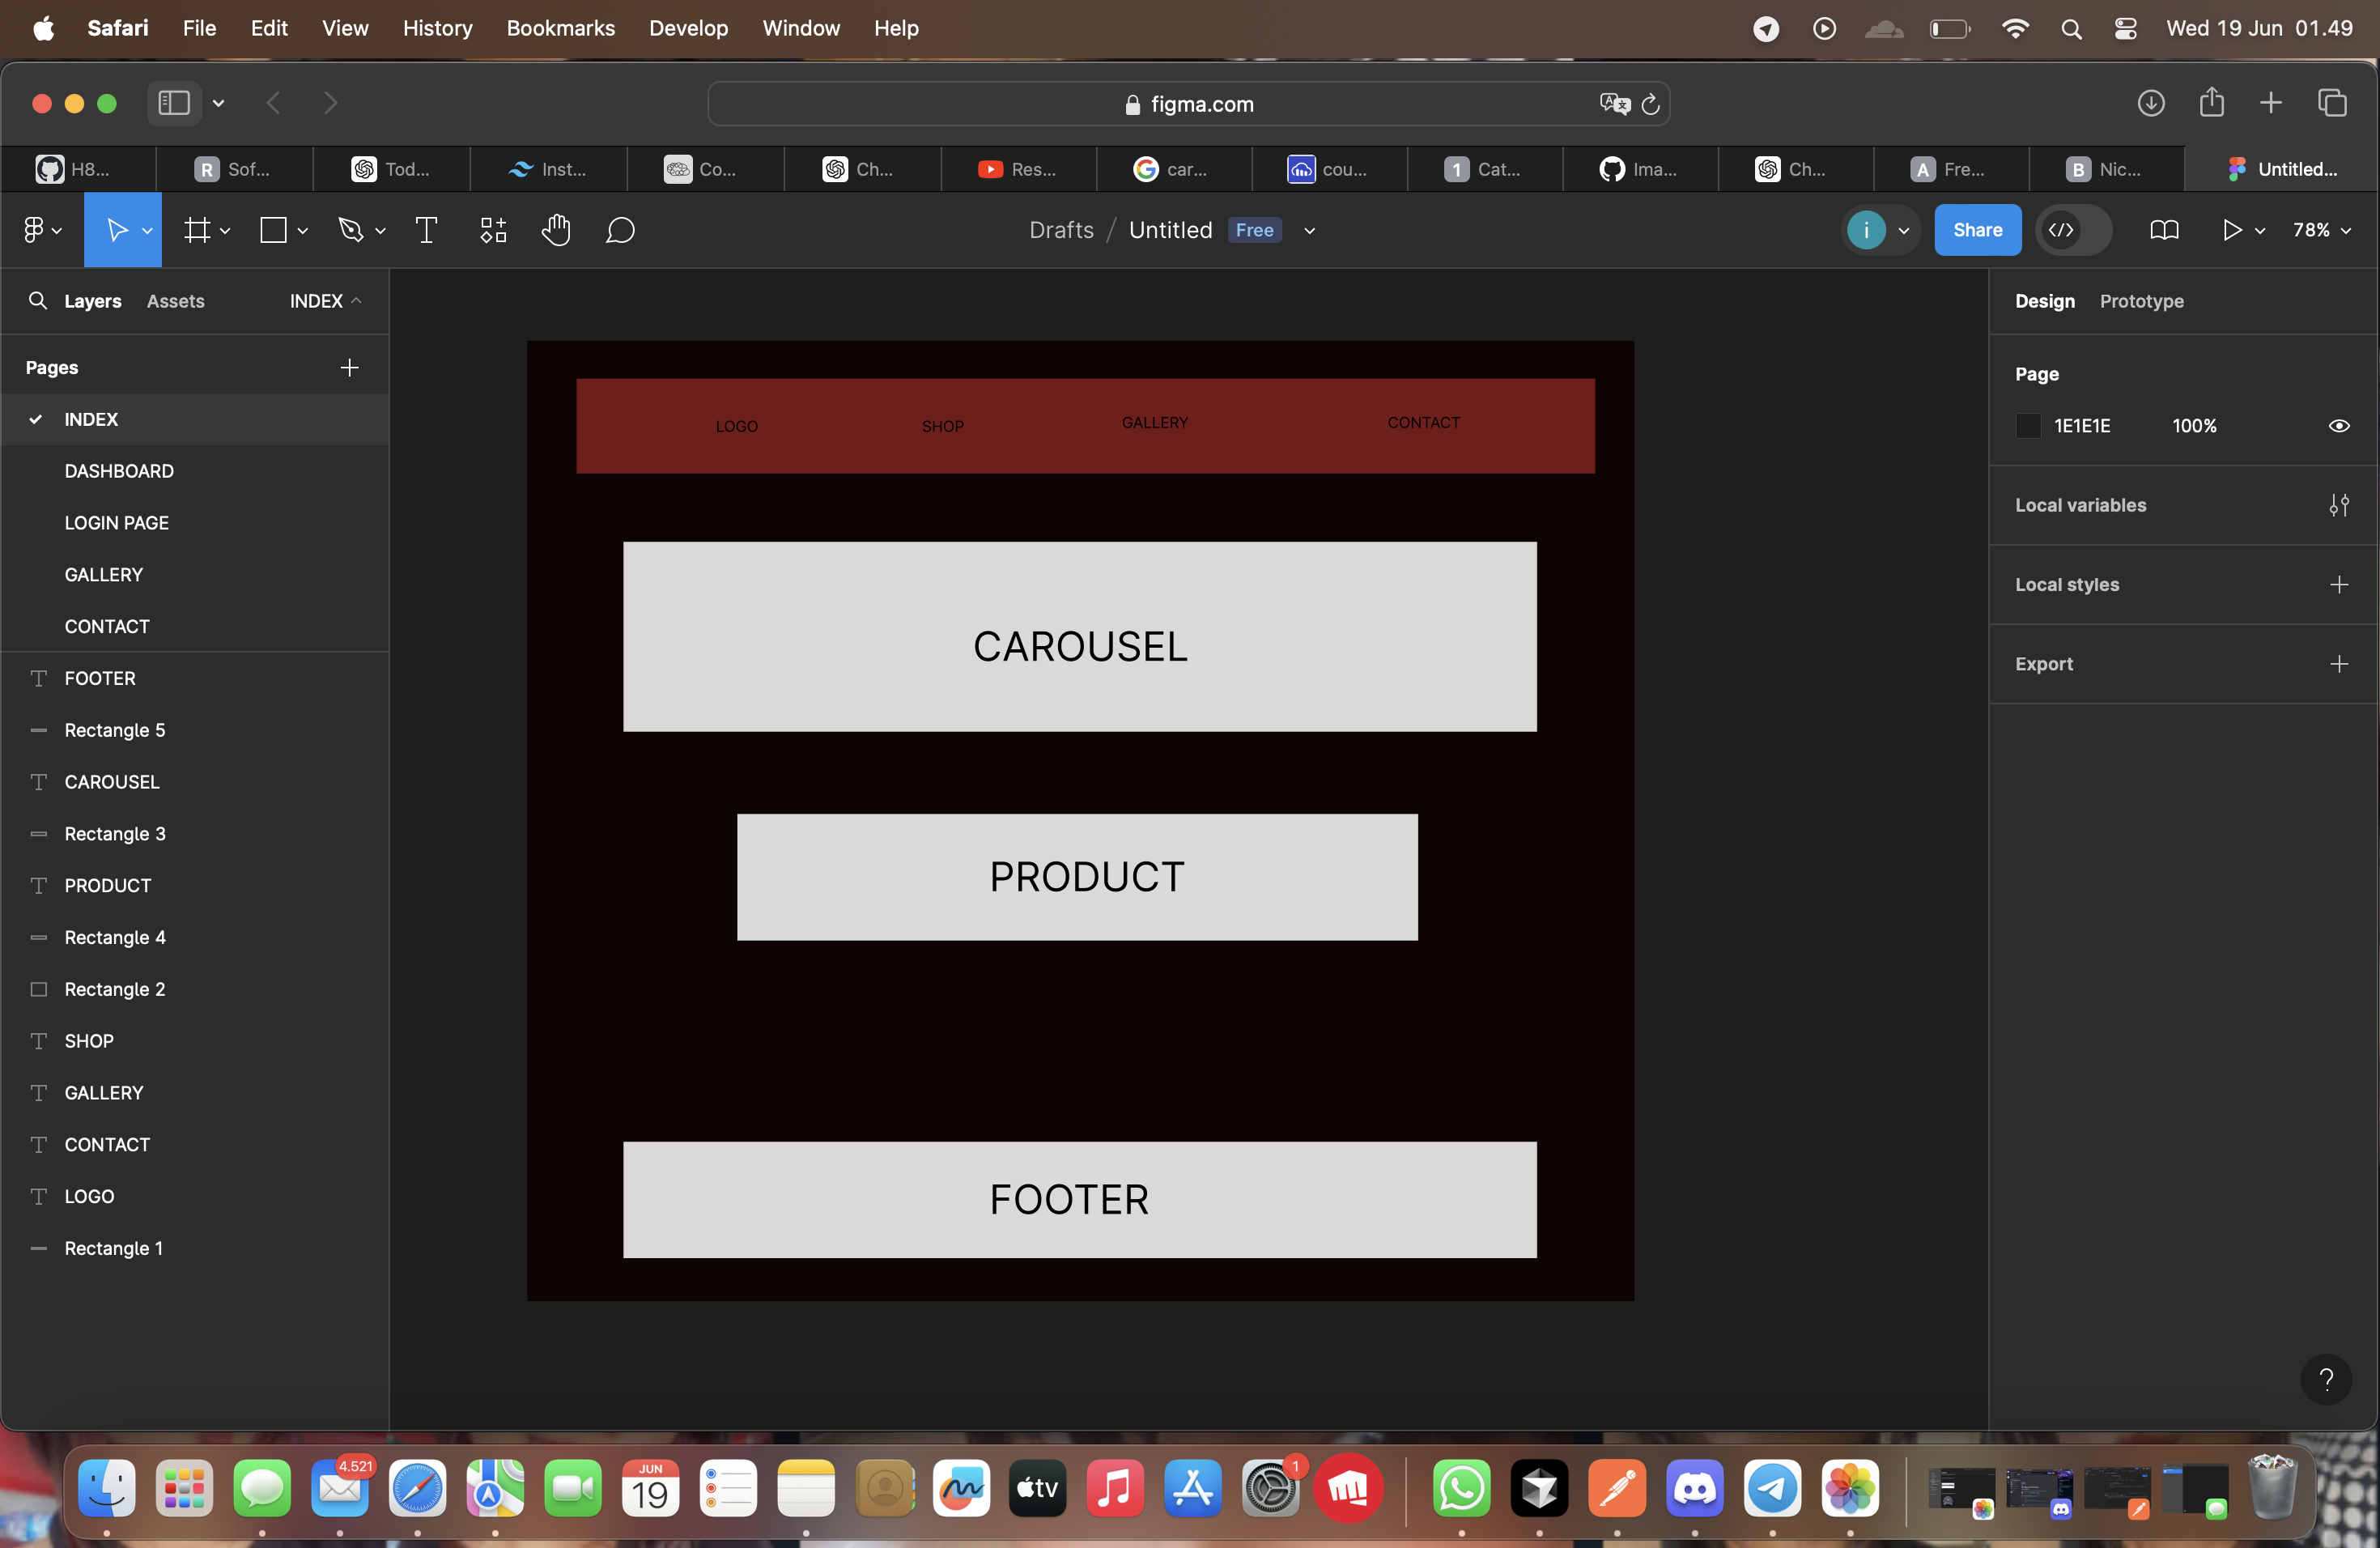 Safari File Edit View History Bookmarks Develop Window Help Wed 19 Jun 01.49
figma.com
H8... R Sof... Tod... Inst... Co... Ch... Res... car... cou... 1 Cat... Ima... Ch... A Fre... B Nic... Untitled...
Drafts / Untitled Free i Share 78%
Layers Assets INDEX
Pages
INDEX
DASHBOARD
LOGIN PAGE
GALLERY
CONTACT
FOOTER
Rectangle 5
CAROUSEL
Rectangle 3
PRODUCT
Rectangle 4
Rectangle 2
SHOP
GALLERY
CONTACT
LOGO
Rectangle 1
LOGO SHOP GALLERY CONTACT
CAROUSEL
PRODUCT
FOOTER
Design Prototype
Page
1E1E1E 100%
Local variables
Local styles
Export
?
4.521
JUN
19
tv
1